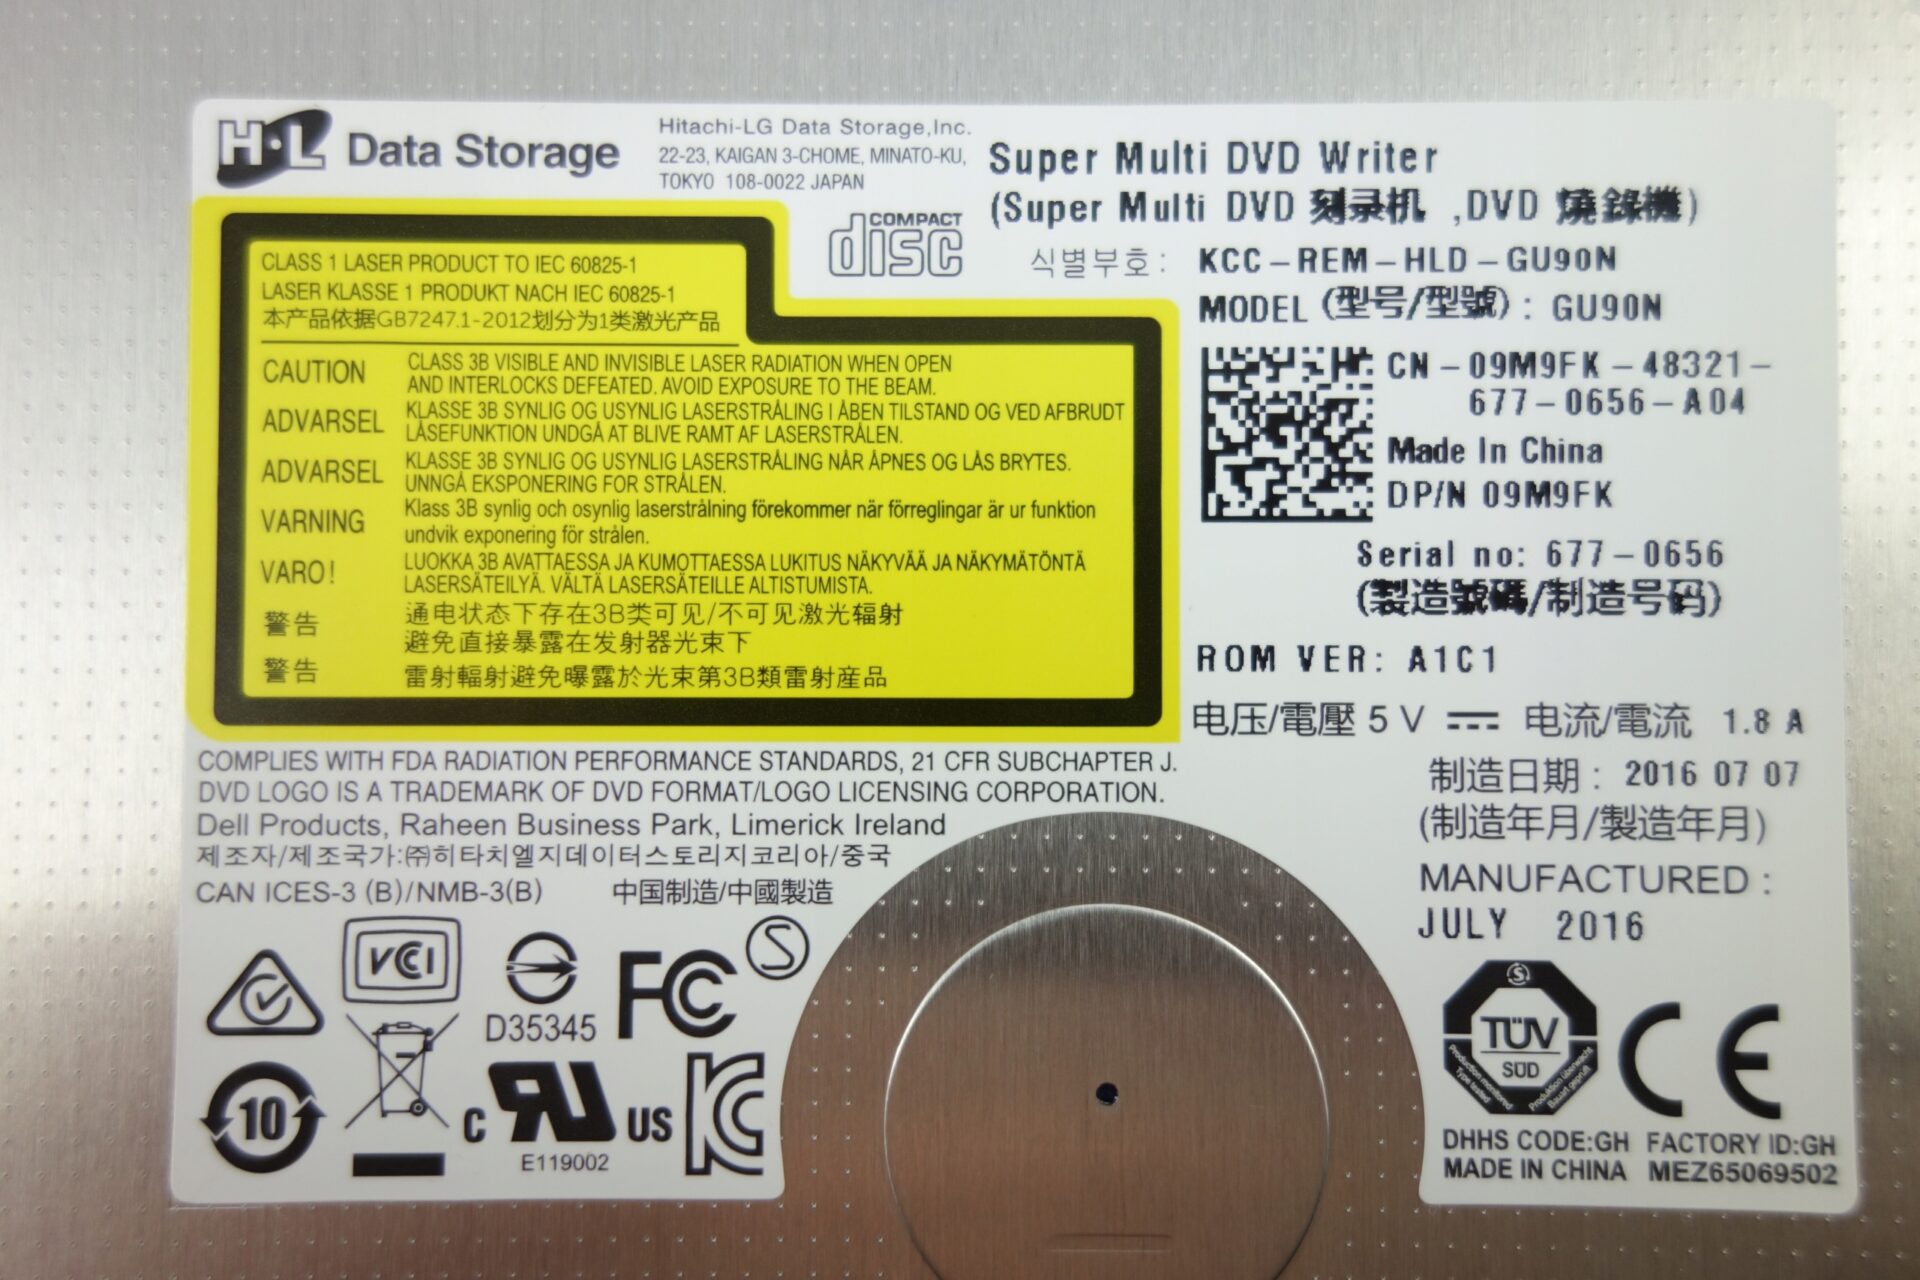 H·L Data Storage
Hitachi-LG Data Storage,Inc.
22-23, KAIGAN 3-CHOME, MINATO-KU,
TOKYO 108-0022 JAPAN
COMPACT
disc
Super Multi DVD Writer
(Super Multi DVD 刻录机 ,DVD 燒錄機)
식별부호: KCC-REM-HLD-GU90N
MODEL (型号/型號) : GU90N
CN-09M9FK-48321-
677-0656-A04
Made In China
DP/N 09M9FK
Serial no: 677-0656
(製造號碼/制造号码)
ROM VER: A1C1
电压/電壓 5 V 电流/電流 1.8 A
制造日期: 2016 07 07
(制造年月/製造年月)
MANUFACTURED :
JULY 2016
CLASS 1 LASER PRODUCT TO IEC 60825-1
LASER KLASSE 1 PRODUKT NACH IEC 60825-1
本产品依据GB7247.1-2012划分为1类激光产品
CAUTION CLASS 3B VISIBLE AND INVISIBLE LASER RADIATION WHEN OPEN
AND INTERLOCKS DEFEATED. AVOID EXPOSURE TO THE BEAM.
ADVARSEL KLASSE 3B SYNLIG OG USYNLIG LASERSTRÅLING I ÅBEN TILSTAND OG VED AFBRUDT
LÅSEFUNKTION UNDGÅ AT BLIVE RAMT AF LASERSTRÅLEN.
ADVARSEL KLASSE 3B SYNLIG OG USYNLIG LASERSTRÅLING NÅR ÅPNES OG LÅS BRYTES.
UNNGÅ EKSPONERING FOR STRÅLEN.
VARNING Klass 3B synlig och osynlig laserstrålning förekommer när förreglingar är ur funktion
undvik exponering för strålen.
VARO! LUOKKA 3B AVATTAESSA JA KUMOTTAESSA LUKITUS NÄKYVÄÄ JA NÄKYMÄTÖNTÄ
LASERSÄTEILYÄ. VÄLTÄ LASERSÄTEILLE ALTISTUMISTA.
警告 通电状态下存在3B类可见/不可见激光辐射
避免直接暴露在发射器光束下
警告 雷射輻射避免曝露於光束第3B類雷射産品
COMPLIES WITH FDA RADIATION PERFORMANCE STANDARDS, 21 CFR SUBCHAPTER J.
DVD LOGO IS A TRADEMARK OF DVD FORMAT/LOGO LICENSING CORPORATION.
Dell Products, Raheen Business Park, Limerick Ireland
제조자/제조국가:㈜히타치엘지데이터스토리지코리아/중국
CAN ICES-3 (B)/NMB-3(B) 中国制造/中國製造
VCI
D35345
FC
S
10
C UR US
E119002
KC
TÜV
SÜD
Production monitored
Type tested
Produktion überwacht
Bauart geprüft
CE
DHHS CODE:GH FACTORY ID:GH
MADE IN CHINA MEZ65069502